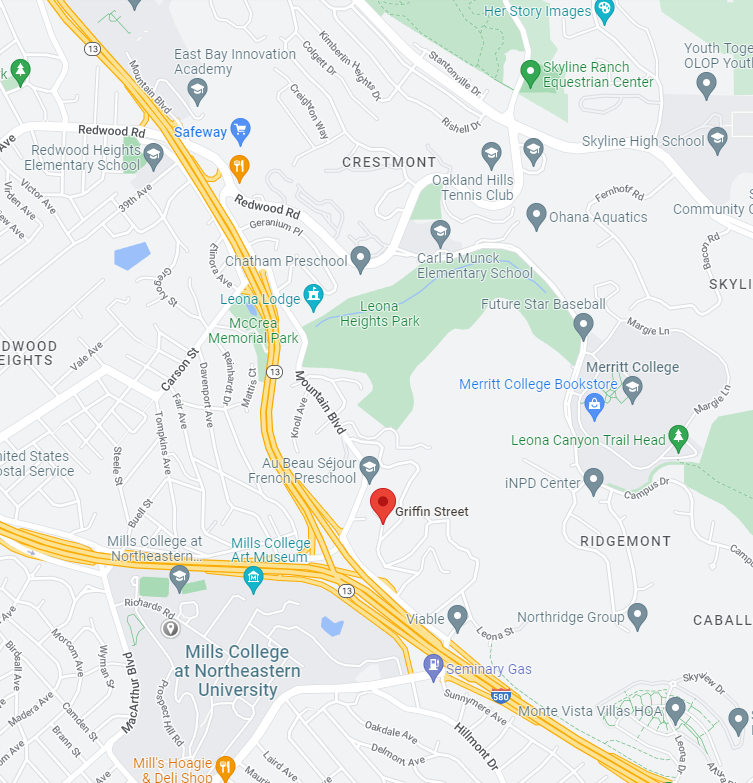 Her Story Images
13
East Bay Innovation
Academy
Colgett Dr
Kimberlin Heights Dr
Stantonville Dr
Youth Toge
OLOP Youth
Skyline Ranch
Equestrian Center
k
Mountain Blvd
Creighton Way
Rishell Dr
Redwood Rd
Safeway
Ave
Skyline High School
Redwood Heights
Elementary School
CRESTMONT
Oakland Hills
Tennis Club
Victor Ave
Virden Ave
39th Ave
Fernhoff Rd
Redwood Rd
Geranium Pl
Ohana Aquatics
Community C
Bacon Rd
Elinora Ave
Chatham Preschool
Carl B Munck
Elementary School
Gregory St
SKYLI
Leona Lodge
Leona
Heights Park
Future Star Baseball
McCrea
Memorial Park
Margie Ln
DWOOD
EIGHTS
Vale Ave
Carson St
Reinhardt Dr
13
Mattis Ct
Mountain Blvd
Merritt College
Merritt College Bookstore
Davenport Ave
Fair Ave
Knoll Ave
Margie Ln
Tompkins Ave
Leona Canyon Trail Head
nited States
ostal Service
Steele St
Au Beau Séjour
French Preschool
iNPD Center
Campus Dr
Buell St
Griffin Street
Mills College at
Northeastern...
Mills College
Art Museum
RIDGEMONT
Campu
13
Richards Rd
Viable
Northridge Group
CABALL
Leona St
Morcom Ave
Birdsall Ave
Wyman St
MacArthur Blvd
Mills College
at Northeastern
University
Seminary Gas
Skyview Dr
Madera Ave
Camden St
Prospect Hill Rd
580
Sunnymere Ave
Monte Vista Villas HOA
Brann St
Hillmont Dr
Oakdale Ave
Leona Dr
Delmont Ave
Mill's Hoagie
& Deli Shop
Laird Ave